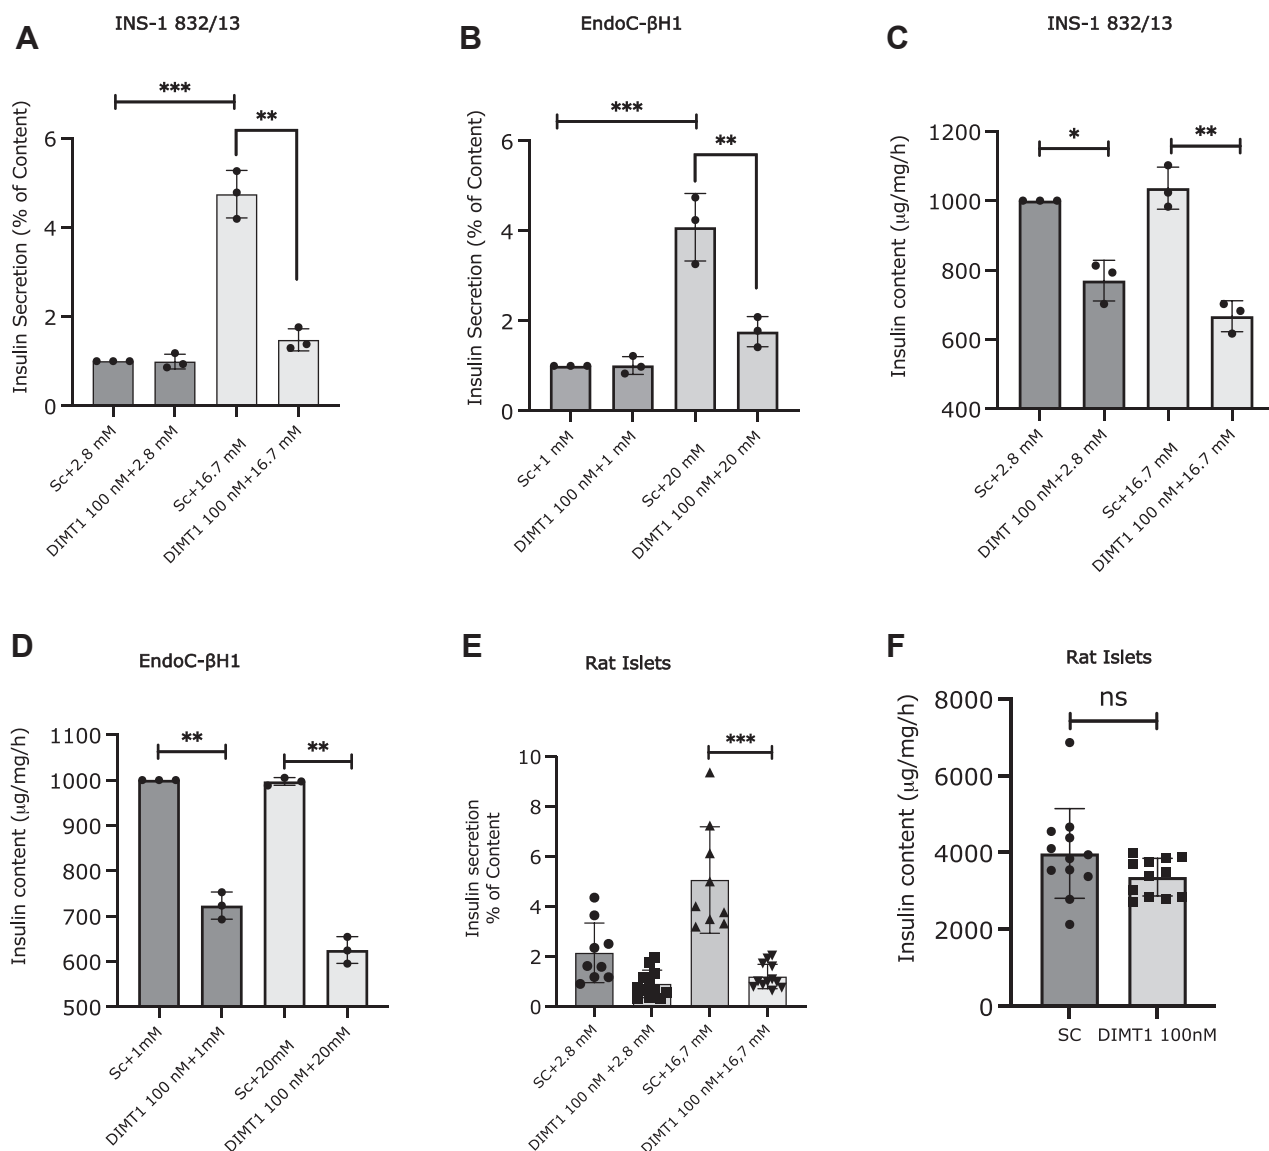 A
INS-1 832/13
Insulin Secretion (% of Content)
***
**
6
4
2
0
Sc+2.8 mM
DIMT1 100 nM+2.8 mM
Sc+16.7 mM
DIMT1 100 nM+16.7 mM
B
EndoC-βH1
Insulin Secretion (% of Content)
***
**
6
4
2
0
Sc+1 mM
DIMT1 100 nM+1 mM
Sc+20 mM
DIMT1 100 nM+20 mM
C
INS-1 832/13
Insulin content (μg/mg/h)
*
**
1200
1000
800
600
400
Sc+2.8 mM
DIMT 100 nM+2.8 mM
Sc+16.7 mM
DIMT1 100 nM+16.7 mM
D
EndoC-βH1
Insulin content (μg/mg/h)
**
**
1100
1000
900
800
700
600
500
Sc+1mM
DIMT1 100 nM+1mM
Sc+20mM
DIMT1 100 nM+20mM
E
Rat Islets
Insulin secretion
% of Content
***
10
8
6
4
2
0
SC+2.8 mM
DIMT1 100 nM +2.8 mM
SC+16,7 mM
DIMT1 100 nM+16,7 mM
F
Rat Islets
Insulin content (μg/mg/h)
ns
8000
6000
4000
2000
0
SC
DIMT1 100nM